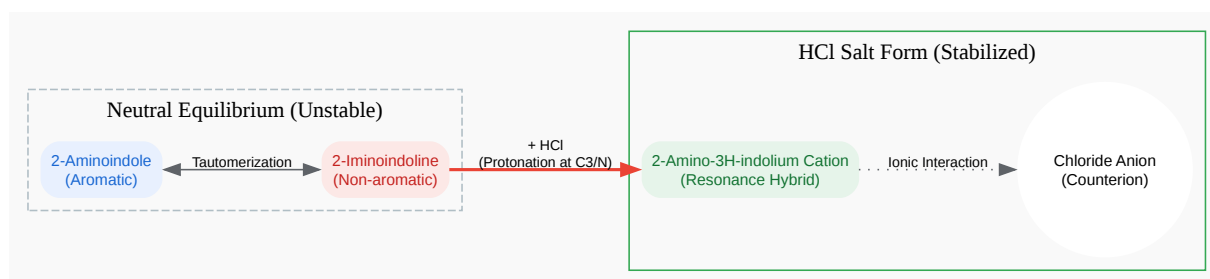 HCl Salt Form (Stabilized)
Neutral Equilibrium (Unstable)
2-Aminoindole
(Aromatic)
Tautomerization
2-Iminoindoline
(Non-aromatic)
+ HCl
(Protonation at C3/N)
2-Amino-3H-indolium Cation
(Resonance Hybrid)
Ionic Interaction
Chloride Anion
(Counterion)